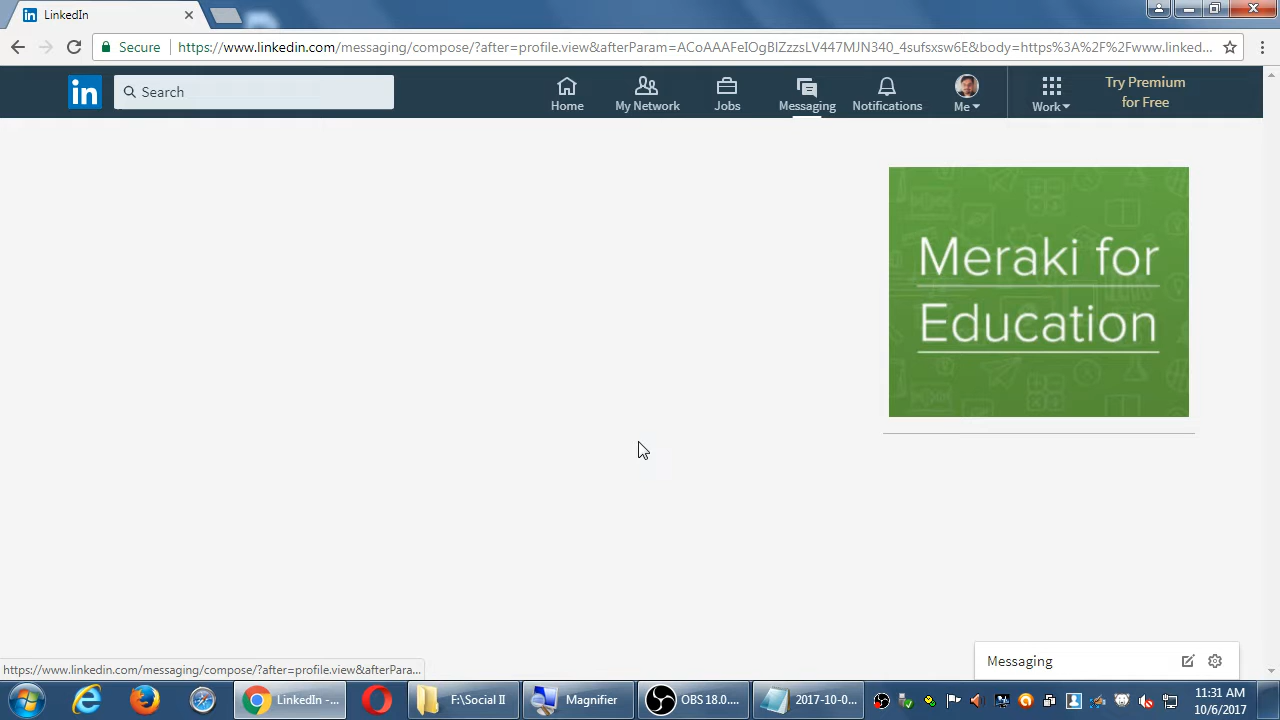 LinkedIn
Secure
https://www.linkedin.com/messaging/compose/?after=profile.view&afterParam=ACoAAAFeIOgBIZzzsLV447MJN340_4sufsxsw6E&body=https%3A%2F%2Fwww.linked...
in
Search
Home
My Network
Jobs
Messaging
Notifications
Me
Work
Try Premium
for Free
Meraki for
Education
Messaging
https://www.linkedin.com/messaging/compose/?after=profile.view&afterPara...
LinkedIn -...
F:\Social II
Magnifier
OBS 18.0....
2017-10-0...
11:31 AM
10/6/2017